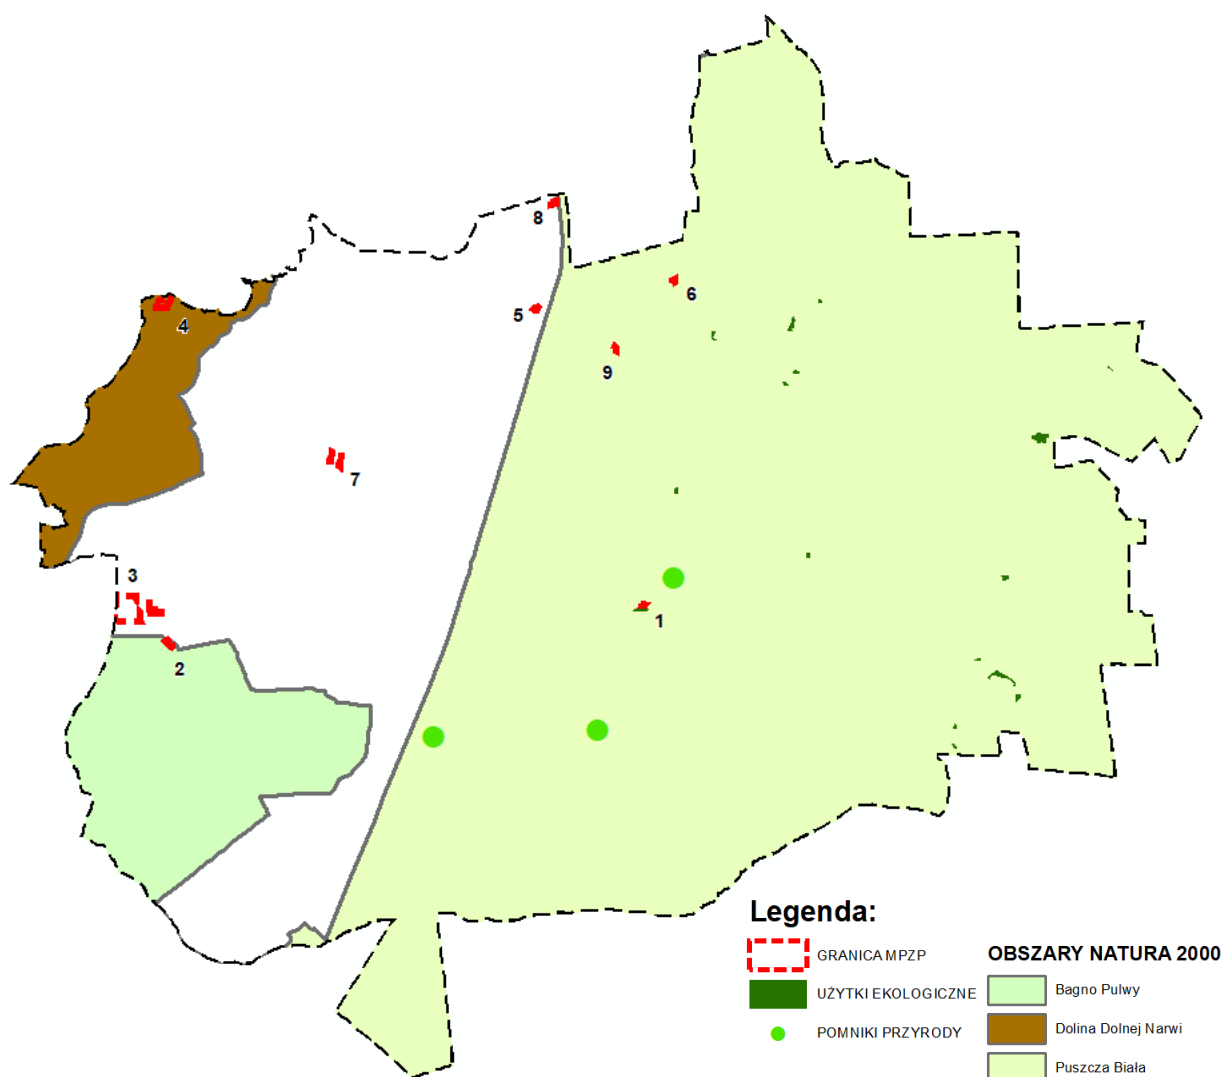 8
6
4
5
9
7
3
1
2
Legenda:
GRANICA MPZP
UŻYTKI EKOLOGICZNE
POMNIKI PRZYRODY
OBSZARY NATURA 2000
Bagno Pulwy
Dolina Dolnej Narwi
Puszcza Biała